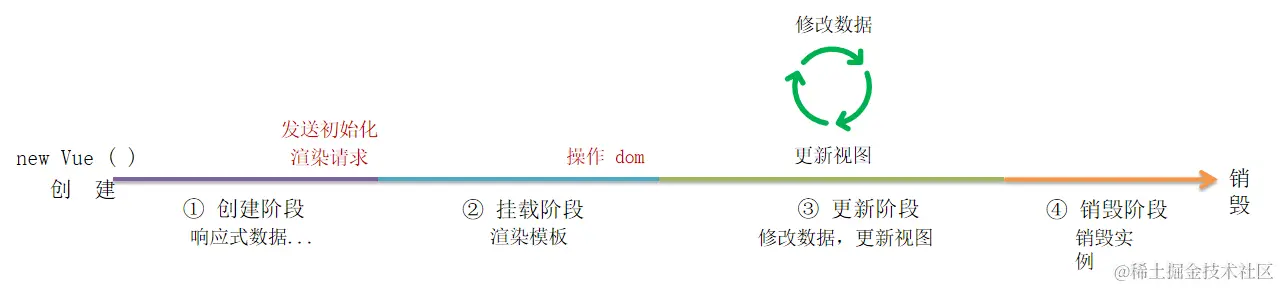 修改数据
发送初始化
渲染请求
操作 dom
更新视图
new Vue ( )
创 建
销
毁
① 创建阶段
响应式数据...
② 挂载阶段
渲染模板
③ 更新阶段
修改数据，更新视图
④ 销毁阶段
销毁实
例
@稀土掘金技术社区